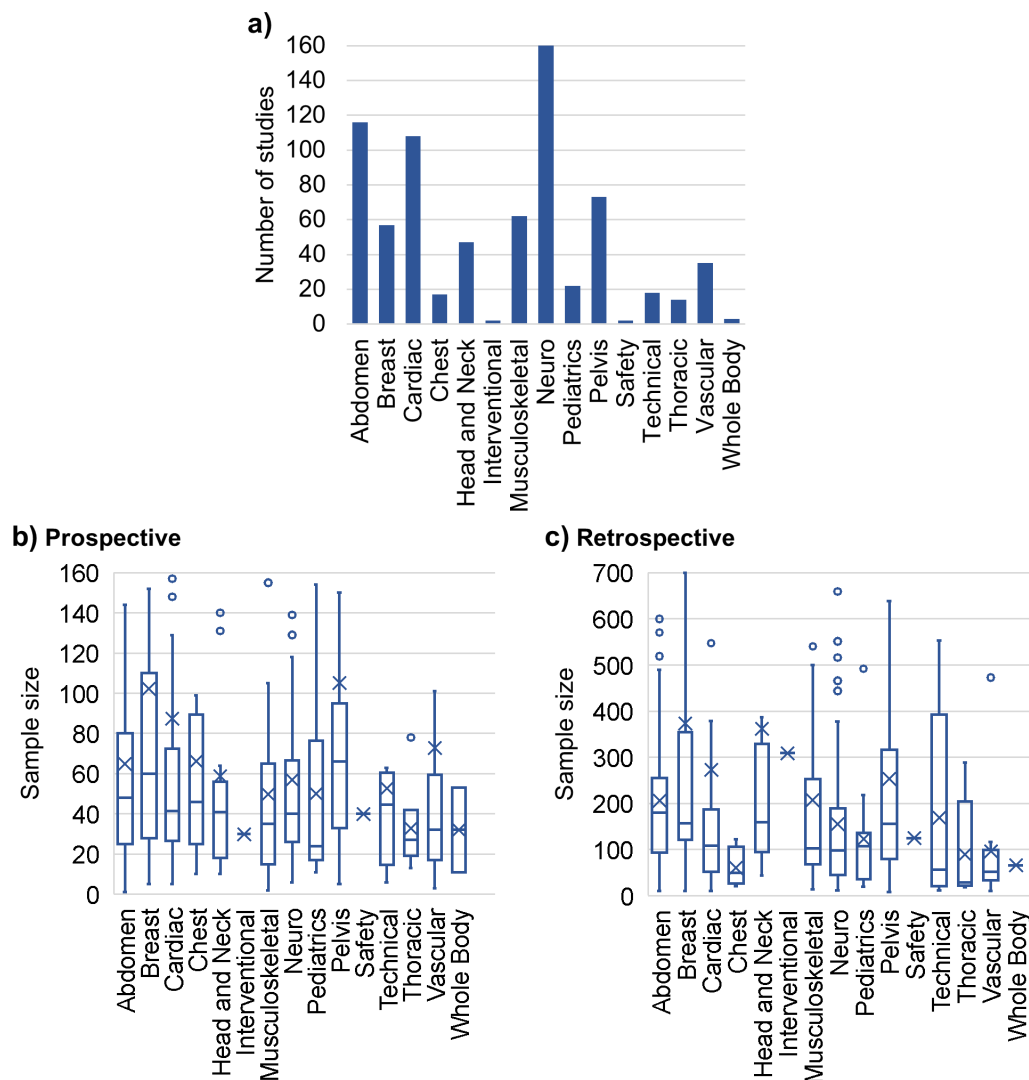 a)
Number of studies
160
140
120
100
80
60
40
20
0
Abdomen
Breast
Cardiac
Chest
Head and Neck
Interventional
Musculoskeletal
Neuro
Pediatrics
Pelvis
Safety
Technical
Thoracic
Vascular
Whole Body
b) Prospective
Sample size
160
140
120
100
80
60
40
20
0
Abdomen
Breast
Cardiac
Chest
Head and Neck
Interventional
Musculoskeletal
Neuro
Pediatrics
Pelvis
Safety
Technical
Thoracic
Vascular
Whole Body
c) Retrospective
Sample size
700
600
500
400
300
200
100
0
Abdomen
Breast
Cardiac
Chest
Head and Neck
Interventional
Musculoskeletal
Neuro
Pediatrics
Pelvis
Safety
Technical
Thoracic
Vascular
Whole Body